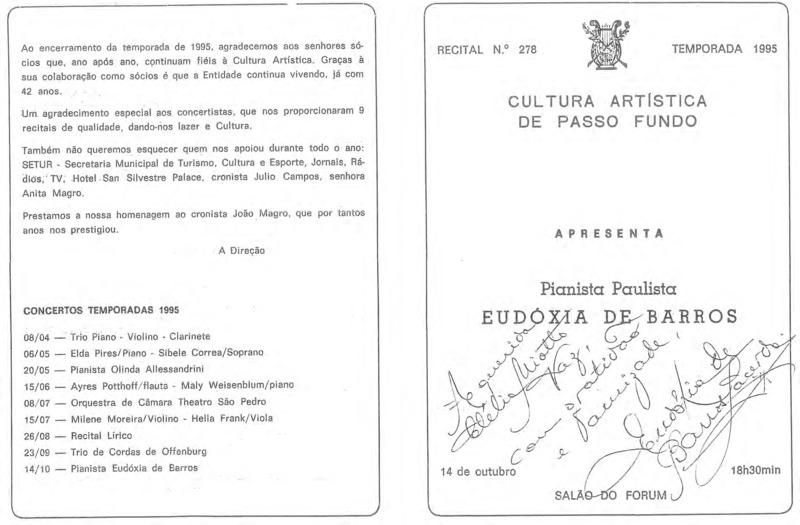 Ao encerramento da temporada de 1995, agradecemos aos senhores só-
cios que, ano após ano, continuam fiéis à Cultura Artística. Graças à
sua colaboração como sócios é que a Entidade continua vivendo, já com
42 anos.
Um agradecimento especial aos concertistas, que nos proporcionaram 9
recitais de qualidade, dando-nos lazer e Cultura.
Também não queremos esquecer quem nos apoiou durante todo o ano:
SETUR - Secretaria Municipal de Turismo, Cultura e Esporte, Jornais, Rá-
dios, TV, Hotel San Silvestre Palace, cronista Julio Campos, senhora
Anita Magro.
Prestamos a nossa homenagem ao cronista João Magro, que por tantos
anos nos prestigiou.
A Direção
CONCERTOS TEMPORADAS 1995
08/04 — Trio Piano - Violino - Clarinete
06/05 — Elda Pires/Piano - Sibele Correa/Soprano
20/05 — Pianista Olinda Allessandrini
15/06 — Ayres Potthoff/flauta - Maly Weisenblum/piano
08/07 — Orquestra de Câmara Theatro São Pedro
15/07 — Milene Moreira/Violino - Hella Frank/Viola
26/08 — Recital Lírico
23/09 — Trio de Cordas de Offenburg
14/10 — Pianista Eudóxia de Barros
RECITAL N.º 278
TEMPORADA 1995
CULTURA ARTÍSTICA
DE PASSO FUNDO
APRESENTA
Pianista Paulista
EUDÓXIA DE BARROS
À querida
Miotto
Vaz,
com gratidão
e amizade,
Eudóxia de
Barros
14 de outubro
18h30min
SALÃO DO FORUM